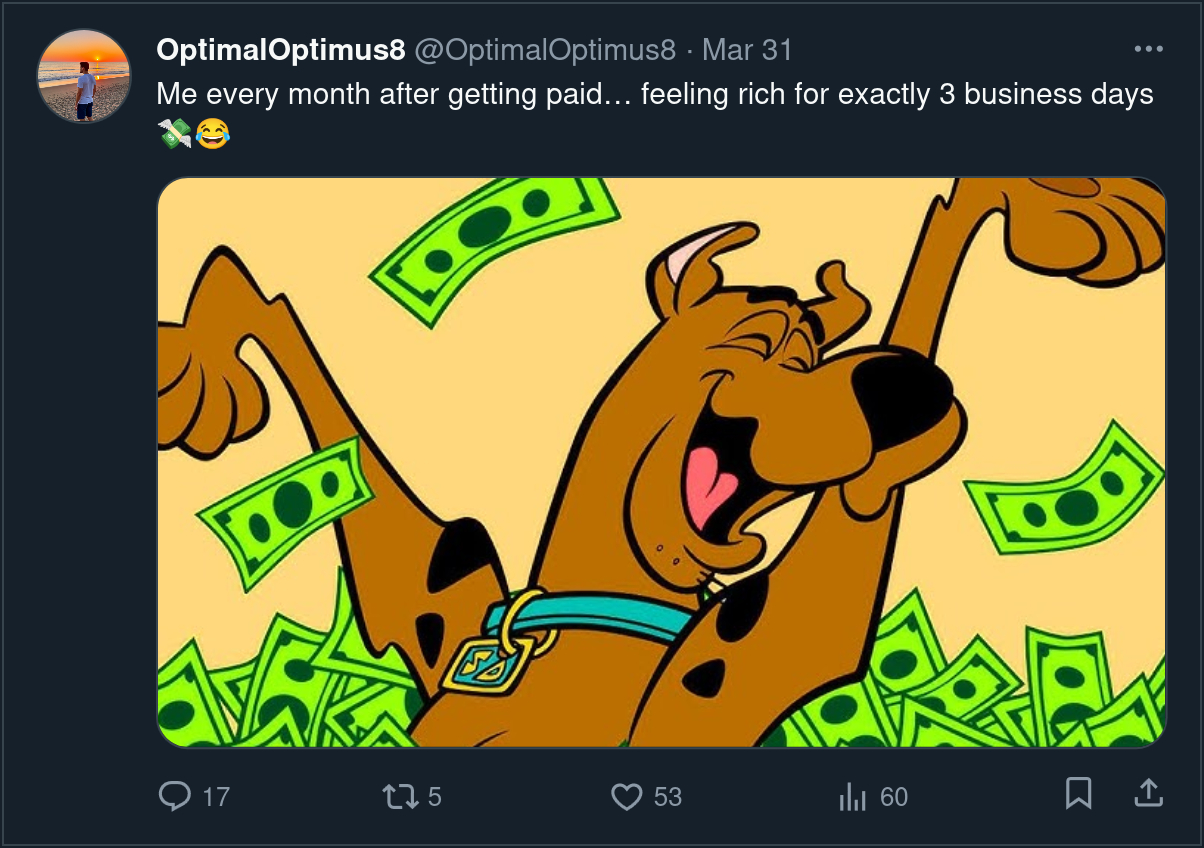 OptimalOptimus8 @OptimalOptimus8 · Mar 31
Me every month after getting paid... feeling rich for exactly 3 business days
💸😂
17 5 53 60